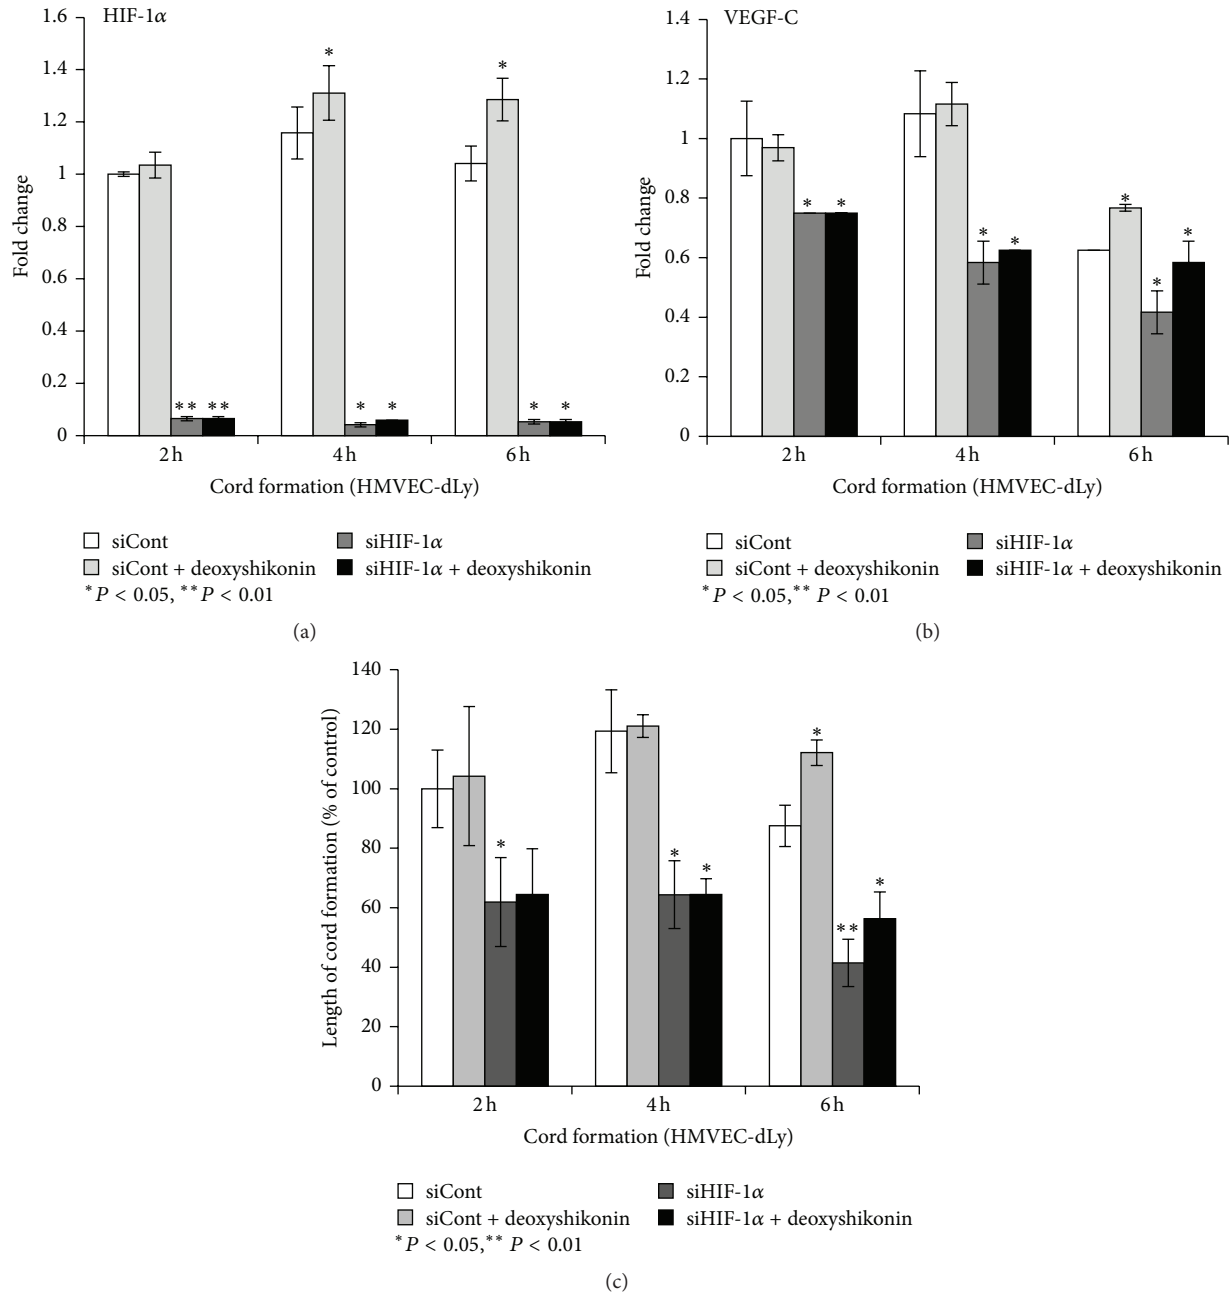 HIF-1α
Fold change
1.6
1.4
1.2
1
0.8
0.6
0.4
0.2
0
* *
* *
*
*
*
*
*
*
2 h
4 h
6 h
Cord formation (HMVEC-dLy)
siCont
siHIF-1α
siCont + deoxyshikonin
siHIF-1α + deoxyshikonin
*P < 0.05, **P < 0.01
(a)
VEGF-C
Fold change
1.4
1.2
1
0.8
0.6
0.4
0.2
0
*
*
*
*
*
*
*
2 h
4 h
6 h
Cord formation (HMVEC-dLy)
siCont
siHIF-1α
siCont + deoxyshikonin
siHIF-1α + deoxyshikonin
*P < 0.05,** P < 0.01
(b)
Length of cord formation (% of control)
140
120
100
80
60
40
20
0
*
*
*
*
* *
*
2 h
4 h
6 h
Cord formation (HMVEC-dLy)
siCont
siHIF-1α
siCont + deoxyshikonin
siHIF-1α + deoxyshikonin
*P < 0.05,** P < 0.01
(c)